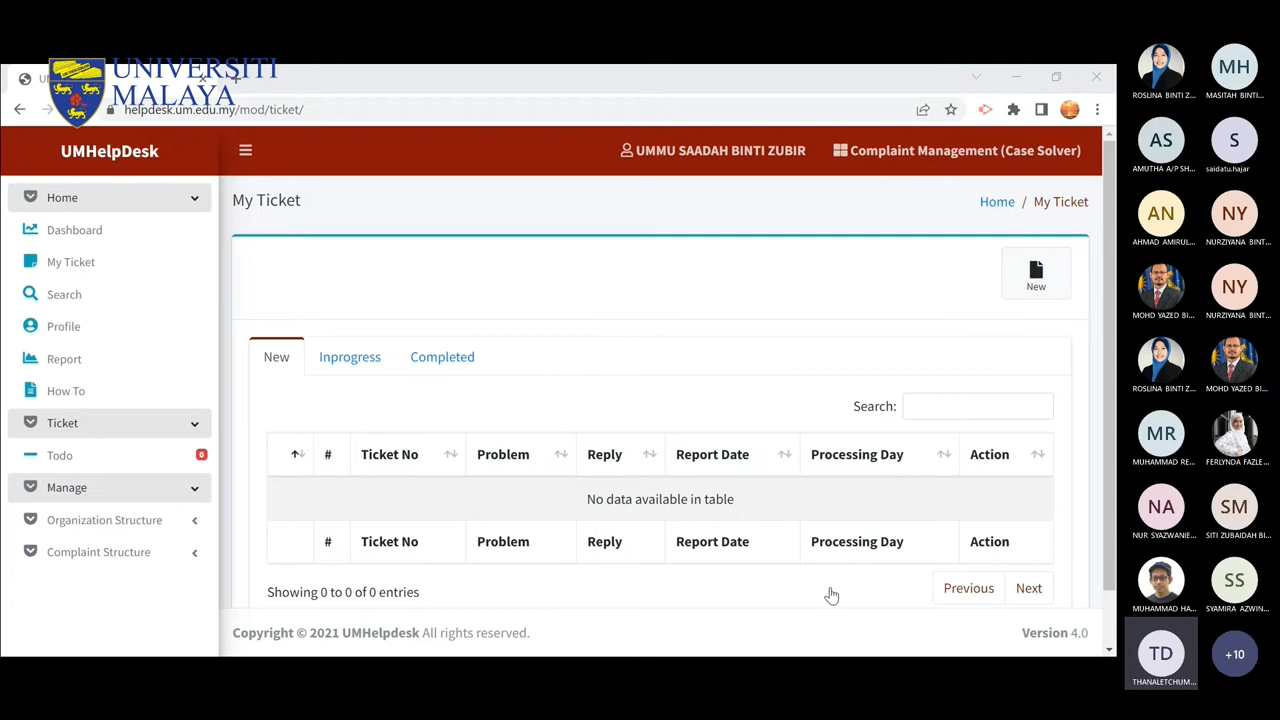 UNIVERSITI
MALAYA
helpdesk.um.edu.my/mod/ticket/
UMHelpDesk
UMMU SAADAH BINTI ZUBIR
Complaint Management (Case Solver)
Home
Dashboard
My Ticket
Search
Profile
Report
How To
Ticket
Todo
0
Manage
Organization Structure
Complaint Structure
My Ticket
Home / My Ticket
New
New Inprogress Completed
Search:
# Ticket No Problem Reply Report Date Processing Day Action
No data available in table
# Ticket No Problem Reply Report Date Processing Day Action
Showing 0 to 0 of 0 entries
Previous Next
Copyright © 2021 UMHelpdesk All rights reserved.
Version 4.0
ROSLINA BINTI Z...
MH
MASITAH BINTI...
AS
AMUTHA A/P SH...
S
saidatu.hajar
AN
AHMAD AMIRUL...
NY
NURZIYANA BINT...
MOHD YAZED BI...
NY
NURZIYANA BINT...
ROSLINA BINTI Z...
MOHD YAZED BI...
MR
MUHAMMAD RE...
FERLYNDA FAZLE...
NA
NUR SYAZWANIE...
SM
SITI ZUBAIDAH BI...
MUHAMMAD HA...
SS
SYAMIRA AZWIN...
TD
THANALETCHUM...
+10